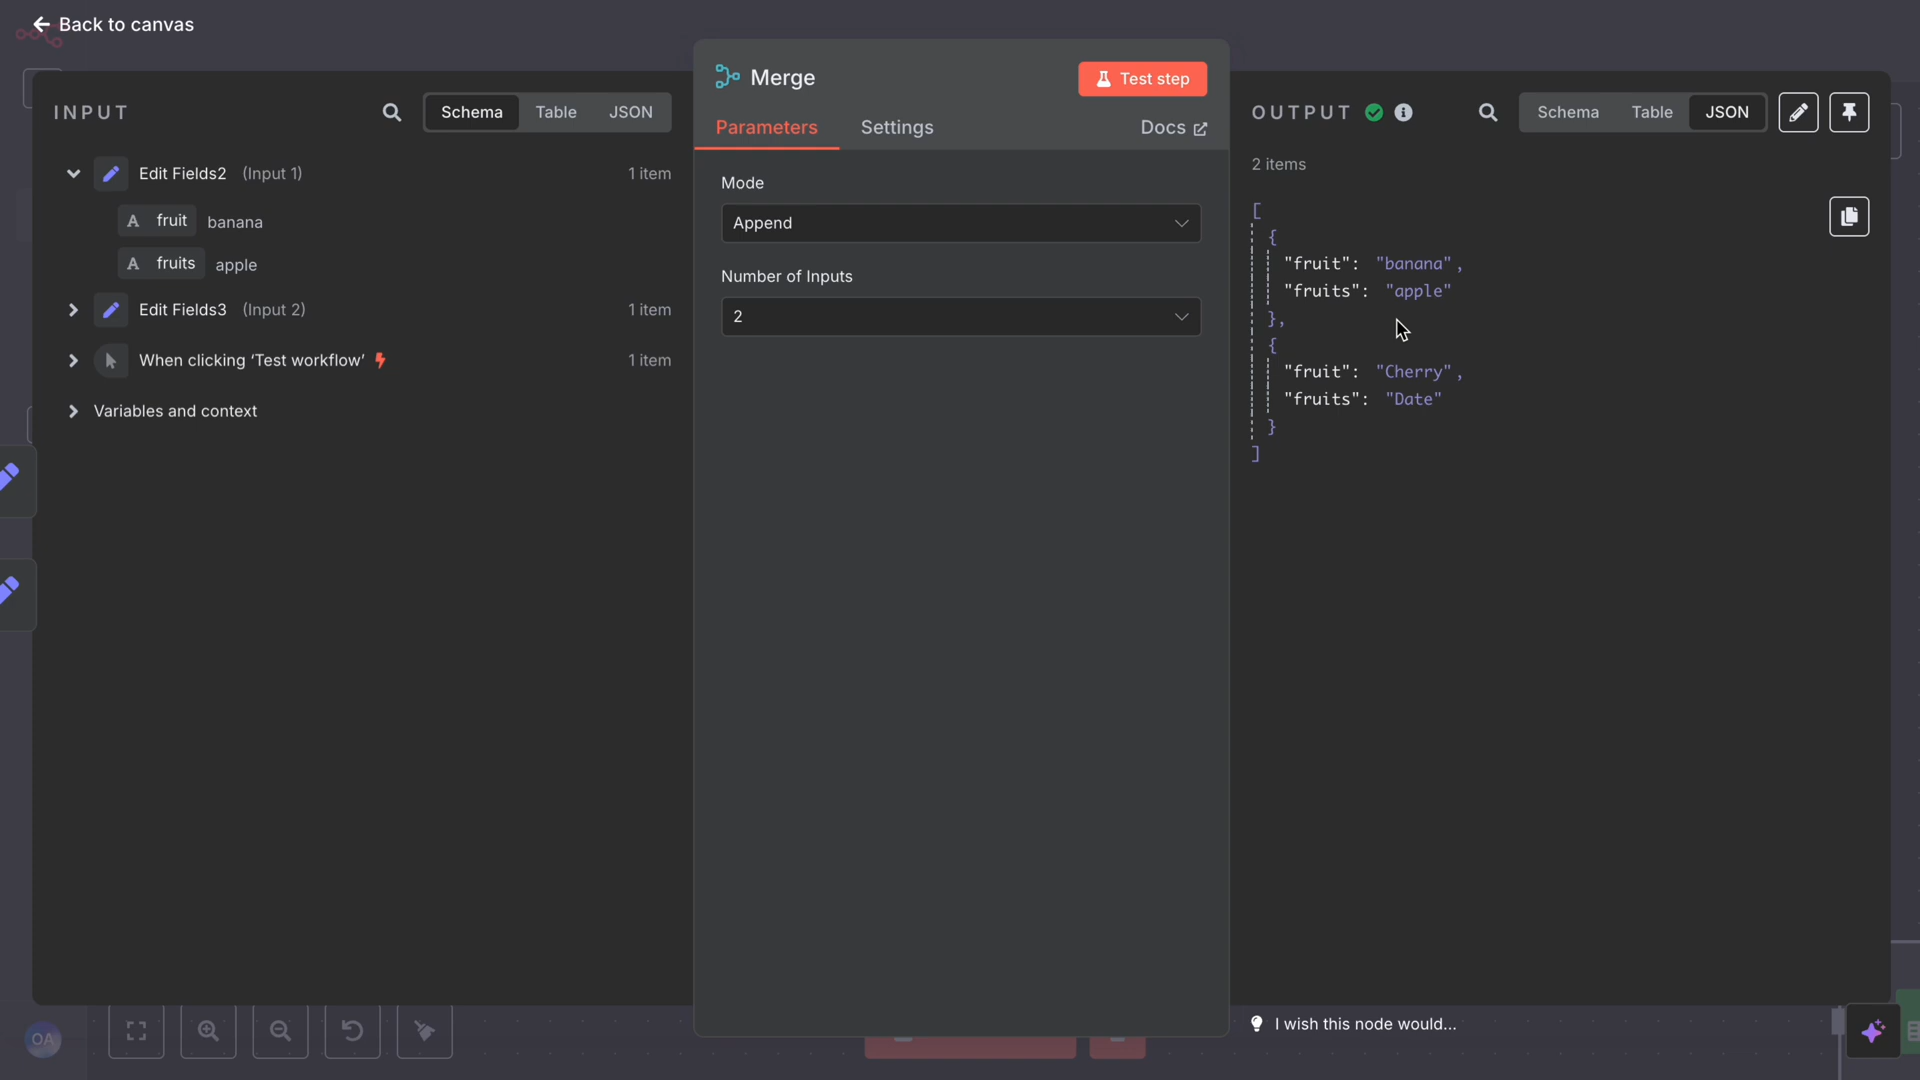 Back to canvas
INPUT
Schema Table JSON
Edit Fields2 (Input 1) 1 item
A fruit banana
A fruits apple
Edit Fields3 (Input 2) 1 item
When clicking ‘Test workflow’ 1 item
Variables and context
OA
Merge
Test step
Parameters Settings Docs
Mode
Append
Number of Inputs
2
OUTPUT
Schema Table JSON
2 items
[
{
"fruit": "banana",
"fruits": "apple"
},
{
"fruit": "Cherry",
"fruits": "Date"
}
]
I wish this node would...